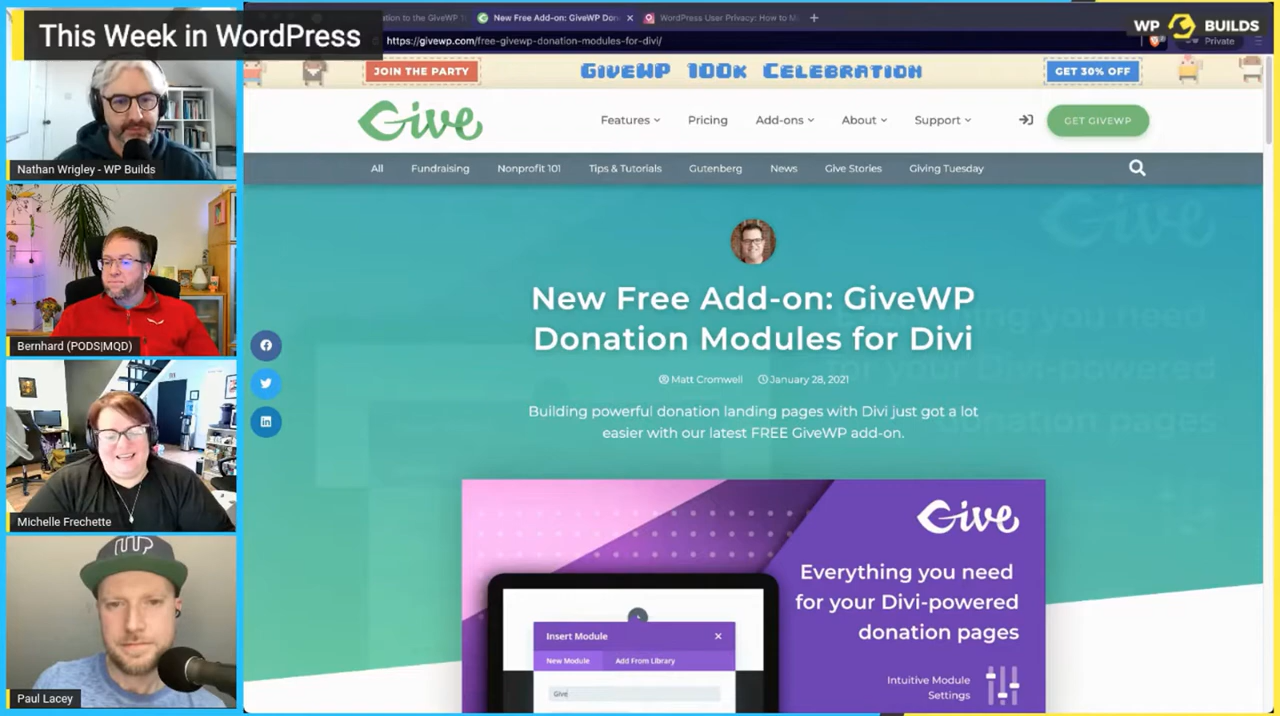 This Week in WordPress
ation to the GiveWP 1
New Free Add-on: GiveWP Don
WordPress User Privacy: How to M
WP BUILDS
https://givewp.com/free-givewp-donation-modules-for-divi/
Private
JOIN THE PARTY
GIVEWP 100K CELEBRATION
GET 30% OFF
Give
Features
Pricing
Add-ons
About
Support
GET GIVEWP
All
Fundraising
Nonprofit 101
Tips & Tutorials
Gutenberg
News
Give Stories
Giving Tuesday
Nathan Wrigley - WP Builds
Bernhard (PODS|MQD)
Michelle Frechette
Paul Lacey
New Free Add-on: GiveWP
Donation Modules for Divi
Matt Cromwell
January 28, 2021
Building powerful donation landing pages with Divi just got a lot
easier with our latest FREE GiveWP add-on.
Give
Everything you need
for your Divi-powered
donation pages
Insert Module
New Module
Add From Library
Give
Intuitive Module
Settings